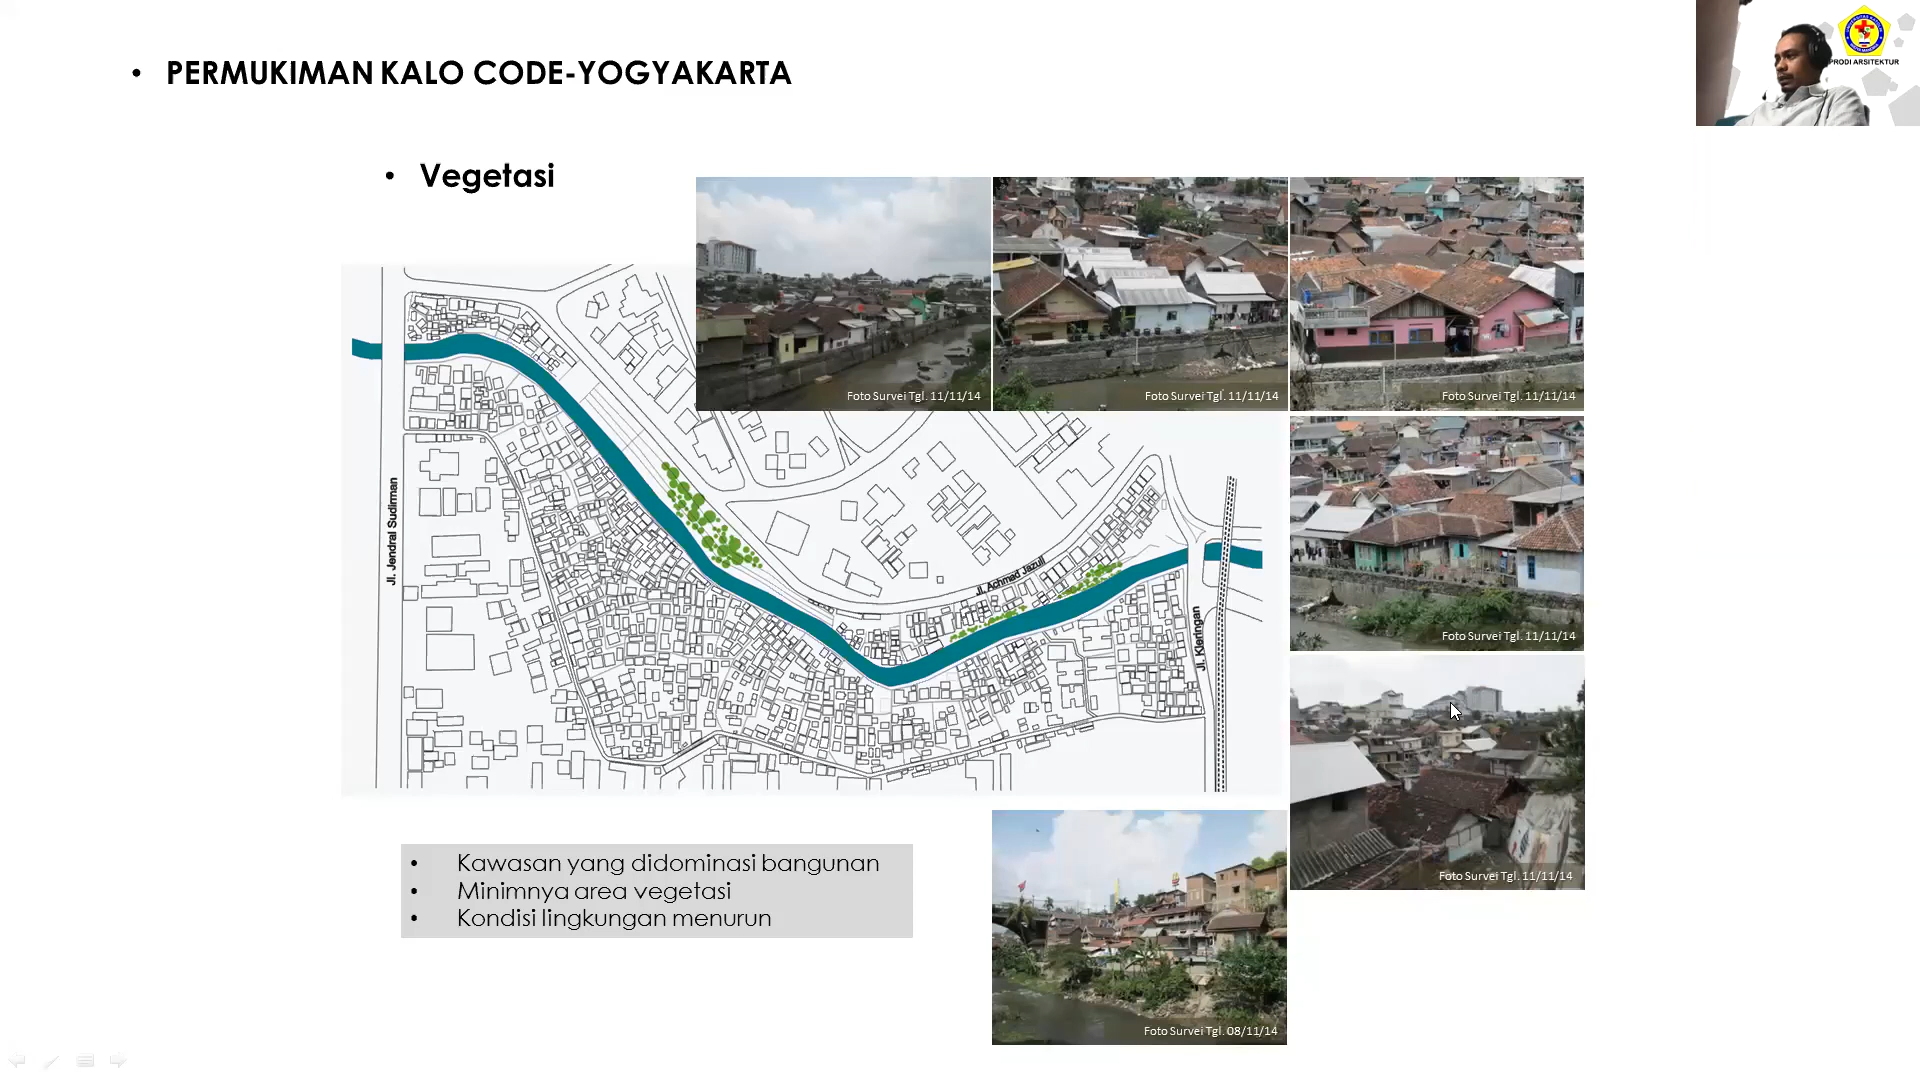 • PERMUKIMAN KALO CODE-YOGYAKARTA
PRODI ARSITEKTUR
• Vegetasi
Foto Survei Tgl. 11/11/14
Foto Survei Tgl. 11/11/14
Foto Survei Tgl. 11/11/14
Jl. Jendral Sudirman
Jl. Achmad Jazuli
Jl. Kleringan
Foto Survei Tgl. 11/11/14
Foto Survei Tgl. 11/11/14
• Kawasan yang didominasi bangunan
• Minimnya area vegetasi
• Kondisi lingkungan menurun
Foto Survei Tgl. 08/11/14